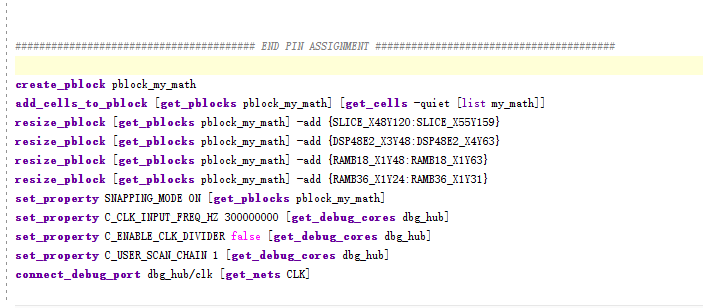 ######################################## END PIN ASSIGNMENT ########################################
create_pblock pblock_my_math
add_cells_to_pblock [get_pblocks pblock_my_math] [get_cells -quiet [list my_math]]
resize_pblock [get_pblocks pblock_my_math] -add {SLICE_X48Y120:SLICE_X55Y159}
resize_pblock [get_pblocks pblock_my_math] -add {DSP48E2_X3Y48:DSP48E2_X4Y63}
resize_pblock [get_pblocks pblock_my_math] -add {RAMB18_X1Y48:RAMB18_X1Y63}
resize_pblock [get_pblocks pblock_my_math] -add {RAMB36_X1Y24:RAMB36_X1Y31}
set_property SNAPPING_MODE ON [get_pblocks pblock_my_math]
set_property C_CLK_INPUT_FREQ_HZ 300000000 [get_debug_cores dbg_hub]
set_property C_ENABLE_CLK_DIVIDER false [get_debug_cores dbg_hub]
set_property C_USER_SCAN_CHAIN 1 [get_debug_cores dbg_hub]
connect_debug_port dbg_hub/clk [get_nets CLK]